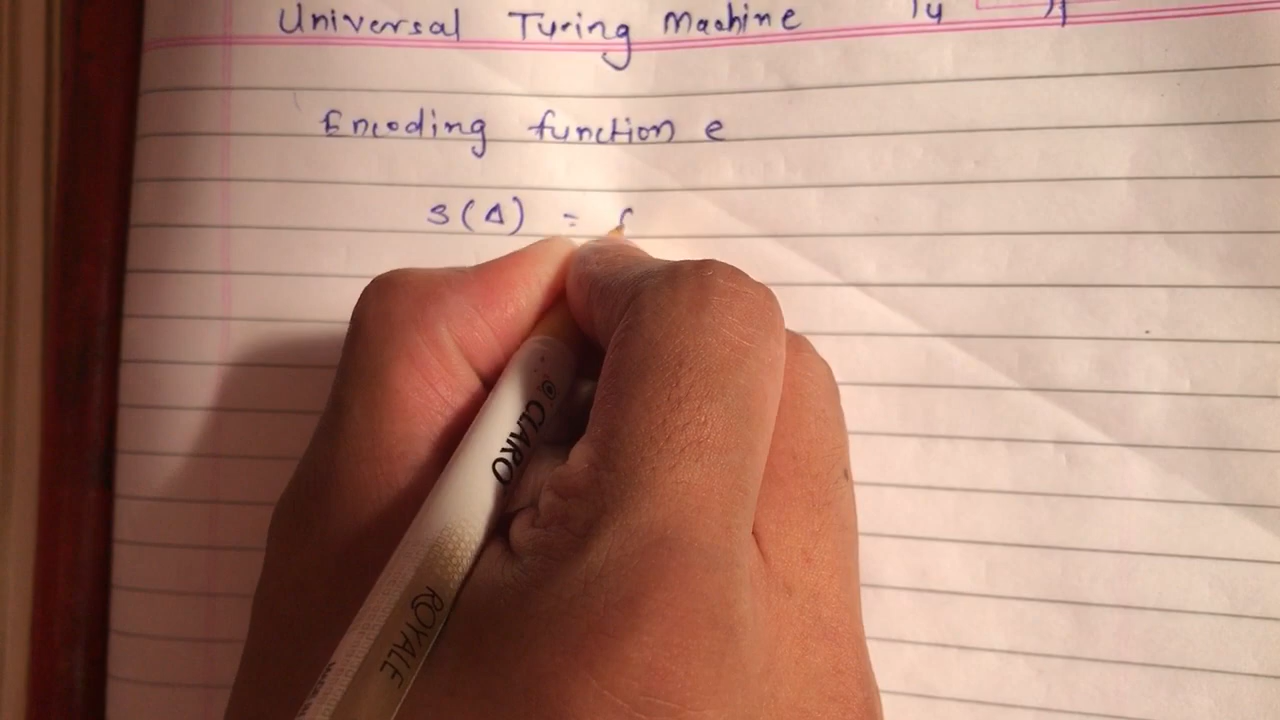 Universal Turing Machine
Encoding function e
S(Δ) =
CLARO
ROYALE